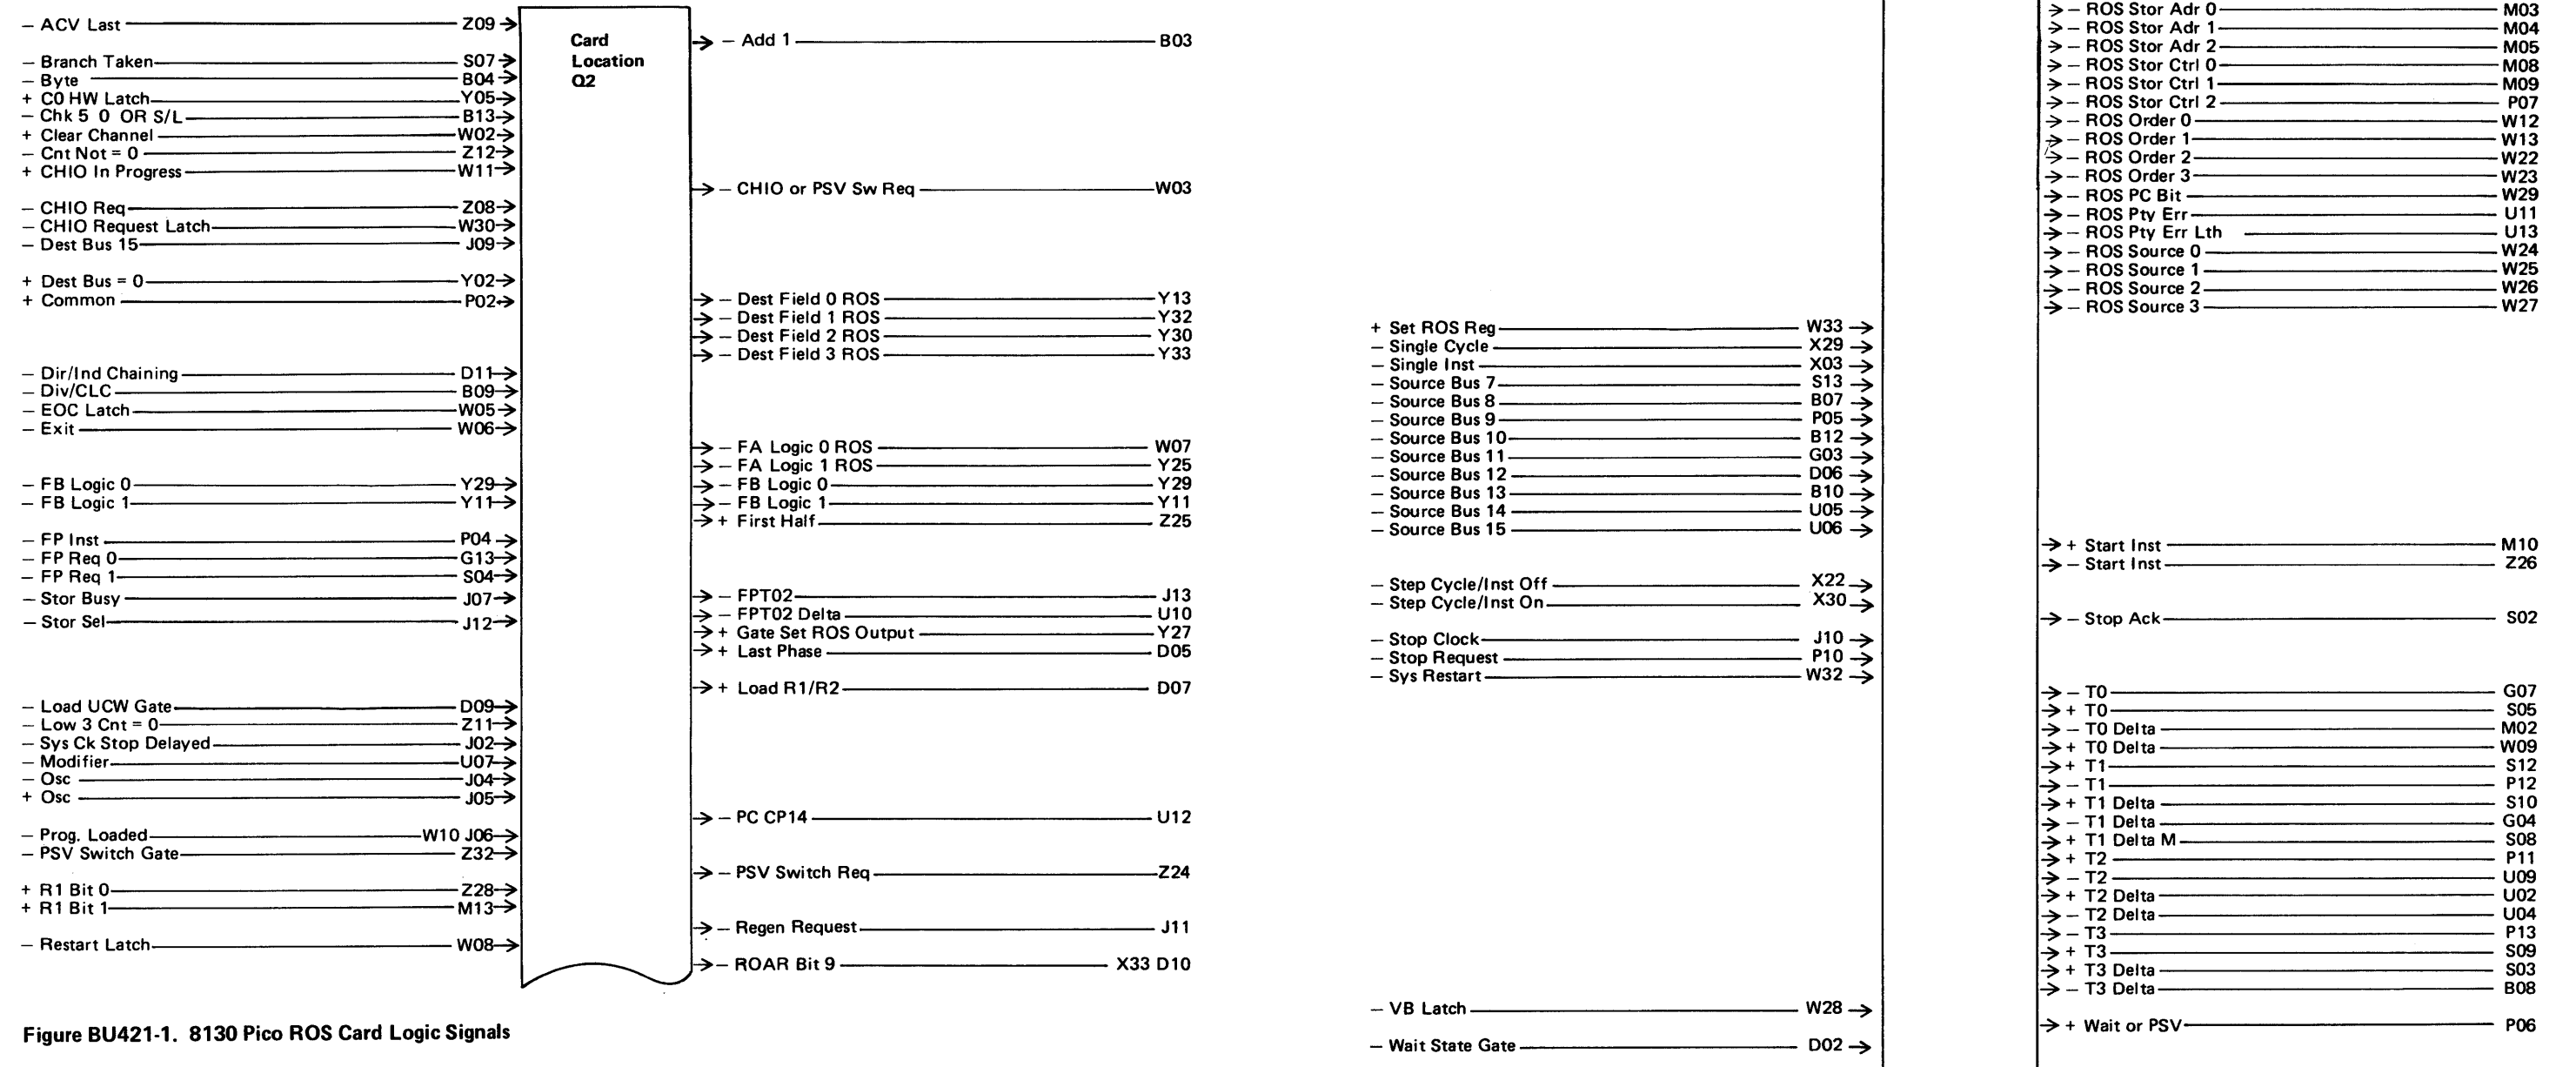 – ACV Last Z09
– Branch Taken S07
– Byte B04
+ C0 HW Latch Y05
– Chk 5 0 OR S/L B13
+ Clear Channel W02
– Cnt Not = 0 Z12
+ CHIO In Progress W11
– CHIO Req Z08
– CHIO Request Latch W30
– Dest Bus 15 J09
+ Dest Bus = 0 Y02
+ Common P02
– Dir/Ind Chaining D11
– Div/CLC B09
– EOC Latch W05
– Exit W06
– FB Logic 0 Y29
– FB Logic 1 Y11
– FP Inst P04
– FP Req 0 G13
– FP Req 1 S04
– Stor Busy J07
– Stor Sel J12
– Load UCW Gate D09
– Low 3 Cnt = 0 Z11
– Sys Ck Stop Delayed J02
– Modifier U07
– Osc J04
+ Osc J05
– Prog. Loaded W10 J06
– PSV Switch Gate Z32
+ R1 Bit 0 Z28
+ R1 Bit 1 M13
– Restart Latch W08
Card
Location
Q2
– Add 1 B03
– CHIO or PSV Sw Req W03
– Dest Field 0 ROS Y13
– Dest Field 1 ROS Y32
– Dest Field 2 ROS Y30
– Dest Field 3 ROS Y33
– FA Logic 0 ROS W07
– FA Logic 1 ROS Y25
– FB Logic 0 Y29
– FB Logic 1 Y11
+ First Half Z25
– FPT02 J13
– FPT02 Delta U10
+ Gate Set ROS Output Y27
+ Last Phase D05
+ Load R1/R2 D07
– PC CP14 U12
– PSV Switch Req Z24
– Regen Request J11
– ROAR Bit 9 X33 D10
Figure BU421-1. 8130 Pico ROS Card Logic Signals
+ Set ROS Reg W33
– Single Cycle X29
– Single Inst X03
– Source Bus 7 S13
– Source Bus 8 B07
– Source Bus 9 P05
– Source Bus 10 B12
– Source Bus 11 G03
– Source Bus 12 D06
– Source Bus 13 B10
– Source Bus 14 U05
– Source Bus 15 U06
– Step Cycle/Inst Off X22
– Step Cycle/Inst On X30
– Stop Clock J10
– Stop Request P10
– Sys Restart W32
– VB Latch W28
– Wait State Gate D02
– ROS Stor Adr 0 M03
– ROS Stor Adr 1 M04
– ROS Stor Adr 2 M05
– ROS Stor Ctrl 0 M08
– ROS Stor Ctrl 1 M09
– ROS Stor Ctrl 2 P07
– ROS Order 0 W12
– ROS Order 1 W13
– ROS Order 2 W22
– ROS Order 3 W23
– ROS PC Bit W29
– ROS Pty Err U11
– ROS Pty Err Lth U13
– ROS Source 0 W24
– ROS Source 1 W25
– ROS Source 2 W26
– ROS Source 3 W27
+ Start Inst M10
– Start Inst Z26
– Stop Ack S02
– T0 G07
+ T0 S05
– T0 Delta M02
+ T0 Delta W09
+ T1 S12
– T1 P12
+ T1 Delta S10
– T1 Delta G04
+ T1 Delta M S08
+ T2 P11
– T2 U09
+ T2 Delta U02
– T2 Delta U04
– T3 P13
+ T3 S09
+ T3 Delta S03
– T3 Delta B08
+ Wait or PSV P06